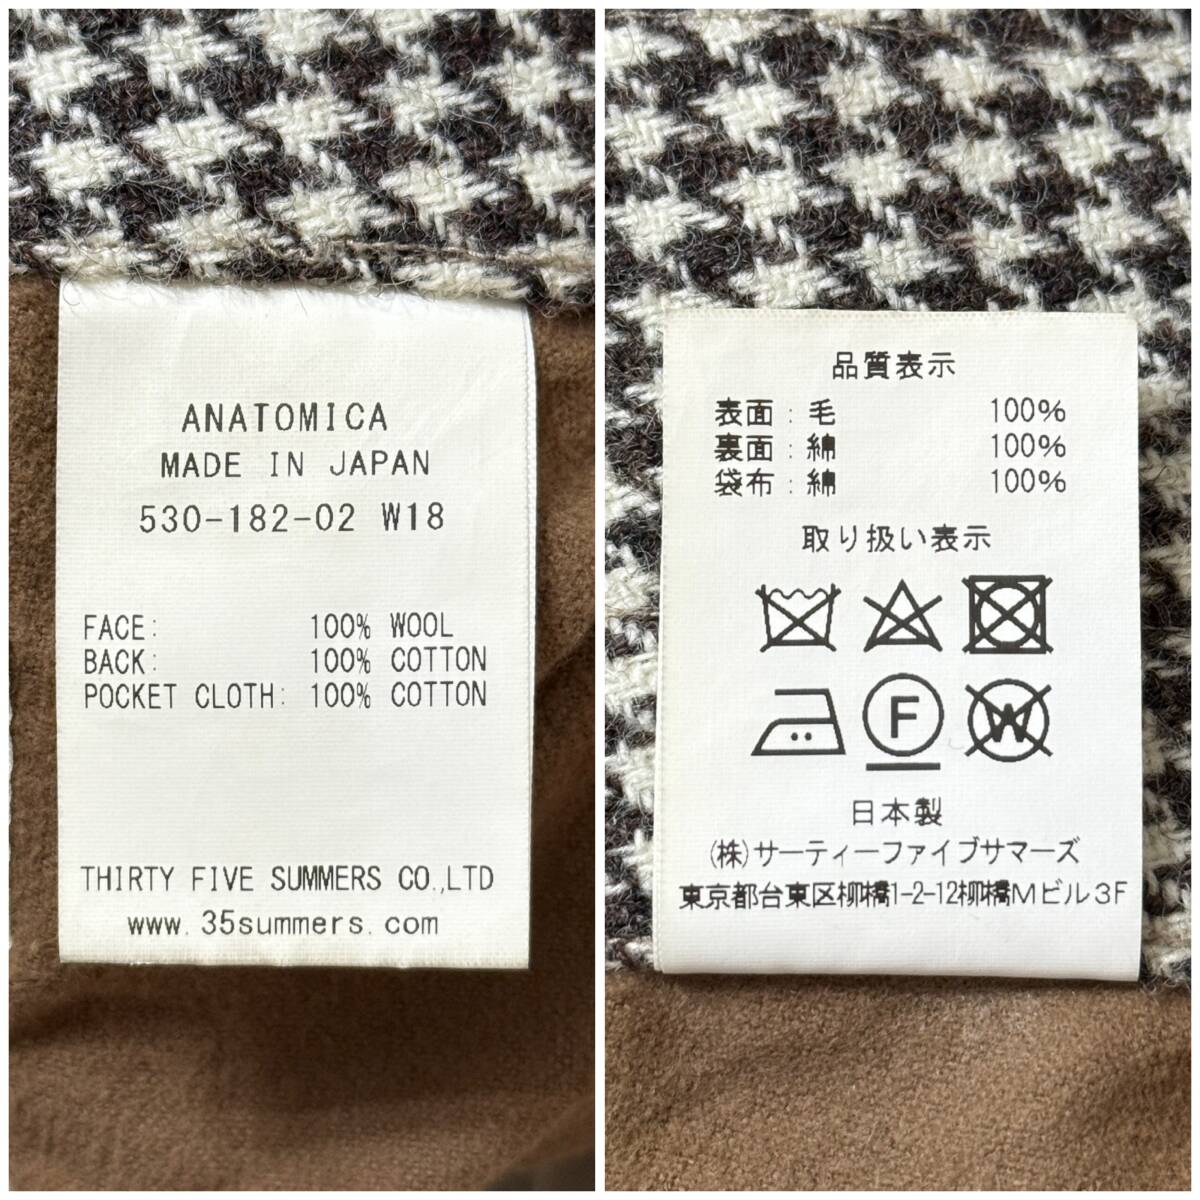 ANATOMICA
MADE IN JAPAN
530-182-02 W18
FACE: 100% WOOL
BACK: 100% COTTON
POCKET CLOTH: 100% COTTON
THIRTY FIVE SUMMERS CO.,LTD
www.35summers.com
品質表示
表面:毛 100%
裏面:綿 100%
袋布:綿 100%
取り扱い表示
F W
日本製
(株)サーティーファイブサマーズ
東京都台東区柳橋1-2-12柳橋Mビル3F